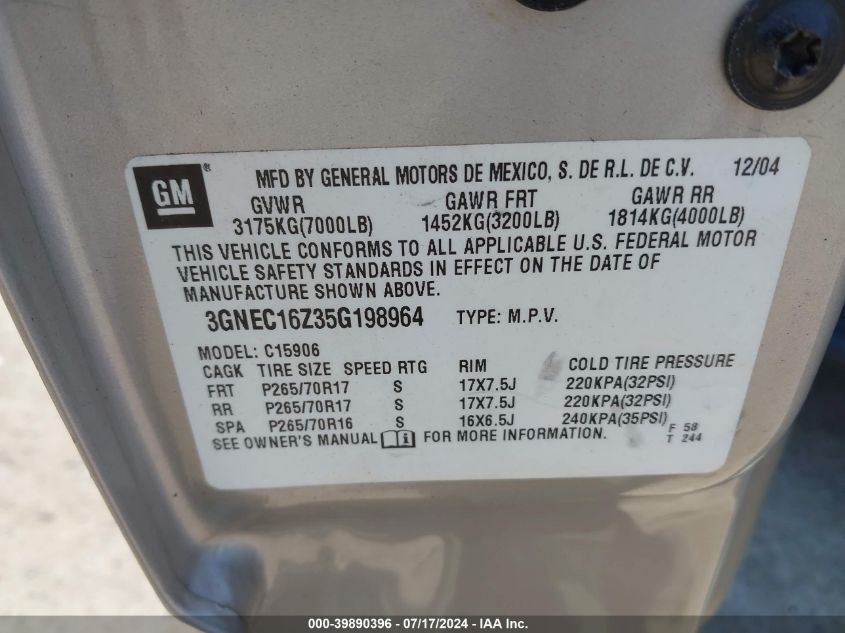 GM ® MFD BY GENERAL MOTORS DE MEXICO, S. DE R.L. DE C.V. 12/04
GVWR GAWR FRT GAWR RR
3175KG(7000LB) 1452KG(3200LB) 1814KG(4000LB)
THIS VEHICLE CONFORMS TO ALL APPLICABLE U.S. FEDERAL MOTOR
VEHICLE SAFETY STANDARDS IN EFFECT ON THE DATE OF
MANUFACTURE SHOWN ABOVE.
3GNEC16Z35G198964 TYPE: M.P.V.
MODEL: C15906
CAGK TIRE SIZE SPEED RTG RIM COLD TIRE PRESSURE
FRT P265/70R17 S 17X7.5J 220KPA(32PSI)
RR P265/70R17 S 17X7.5J 220KPA(32PSI)
SPA P265/70R16 S 16X6.5J 240KPA(35PSI) F 58
SEE OWNER'S MANUAL FOR MORE INFORMATION. T 244
000-39890396 - 07/17/2024 - IAA Inc.